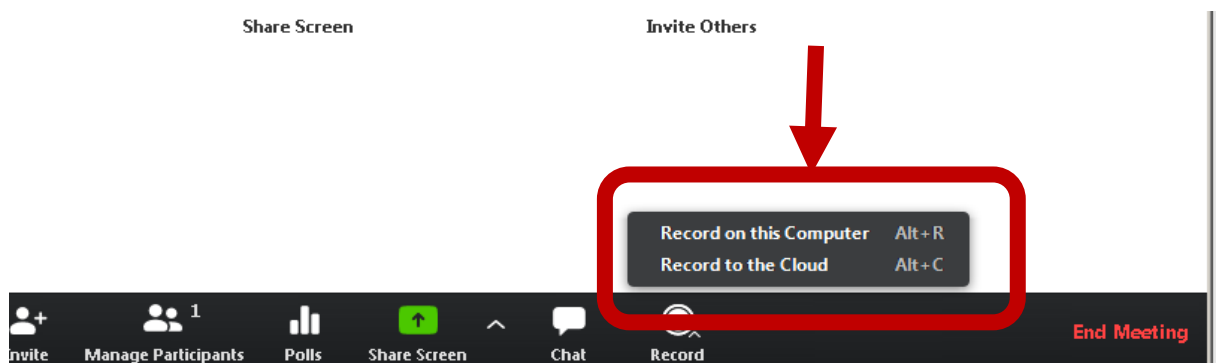 Share Screen Invite Others
Record on this Computer Alt+R
Record to the Cloud Alt+C
1
nvite Manage Participants Polls Share Screen Chat Record End Meeting